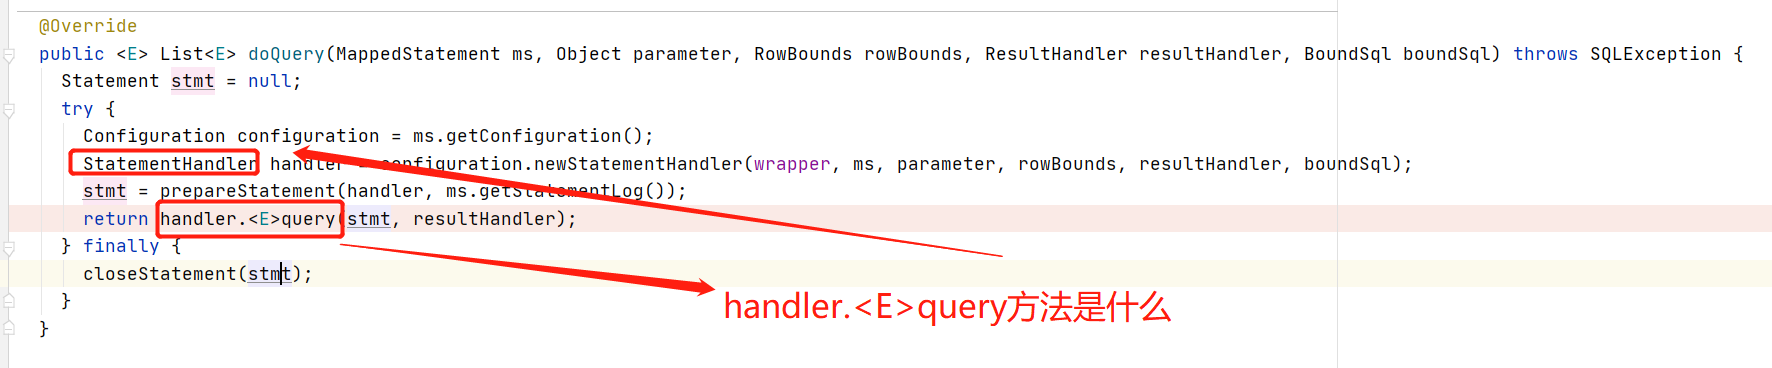 @Override
public <E> List<E> doQuery(MappedStatement ms, Object parameter, RowBounds rowBounds, ResultHandler resultHandler, BoundSql boundSql) throws SQLException {
Statement stmt = null;
try {
Configuration configuration = ms.getConfiguration();
StatementHandler handler = configuration.newStatementHandler(wrapper, ms, parameter, rowBounds, resultHandler, boundSql);
stmt = prepareStatement(handler, ms.getStatementLog());
return handler.<E>query(stmt, resultHandler);
} finally {
closeStatement(stmt);
}
handler.<E>query方法是什么
}